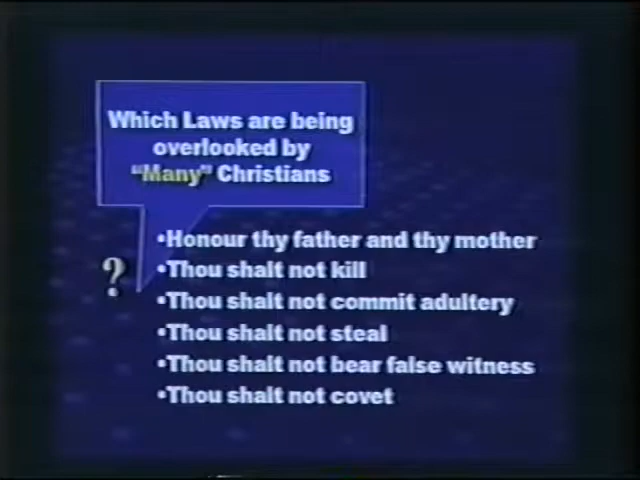 Which Laws are being
overlooked by
"Many" Christians
•Honour thy father and thy mother
?
•Thou shalt not kill
•Thou shalt not commit adultery
•Thou shalt not steal
•Thou shalt not bear false witness
•Thou shalt not covet